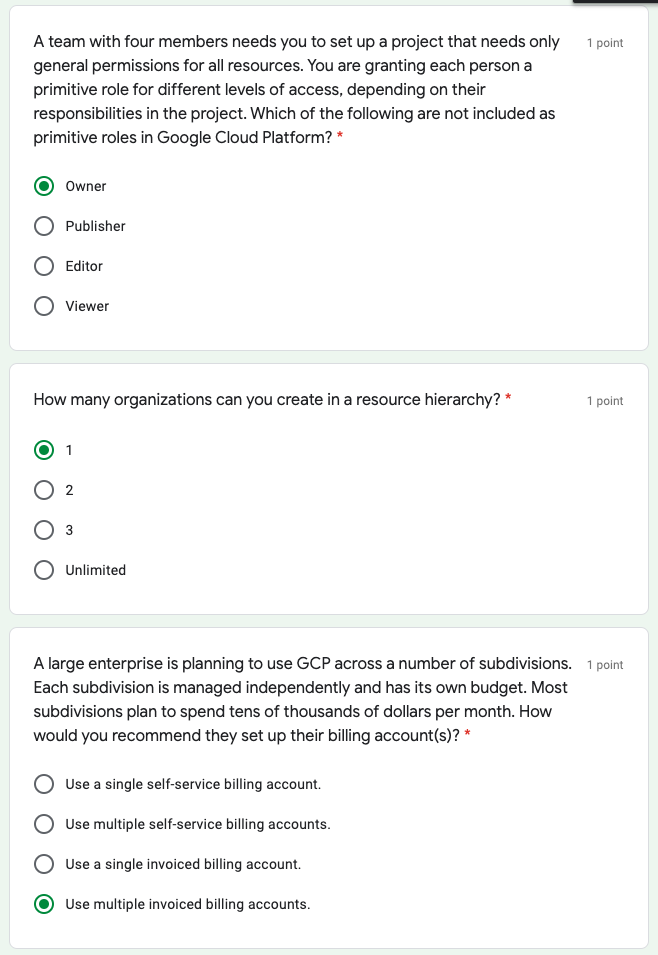 A team with four members needs you to set up a project that needs only 1 point
general permissions for all resources. You are granting each person a
primitive role for different levels of access, depending on their
responsibilities in the project. Which of the following are not included as
primitive roles in Google Cloud Platform? *
Owner
Publisher
Editor
Viewer
How many organizations can you create in a resource hierarchy? * 1 point
1
2
3
Unlimited
A large enterprise is planning to use GCP across a number of subdivisions. 1 point
Each subdivision is managed independently and has its own budget. Most
subdivisions plan to spend tens of thousands of dollars per month. How
would you recommend they set up their billing account(s)? *
Use a single self-service billing account.
Use multiple self-service billing accounts.
Use a single invoiced billing account.
Use multiple invoiced billing accounts.